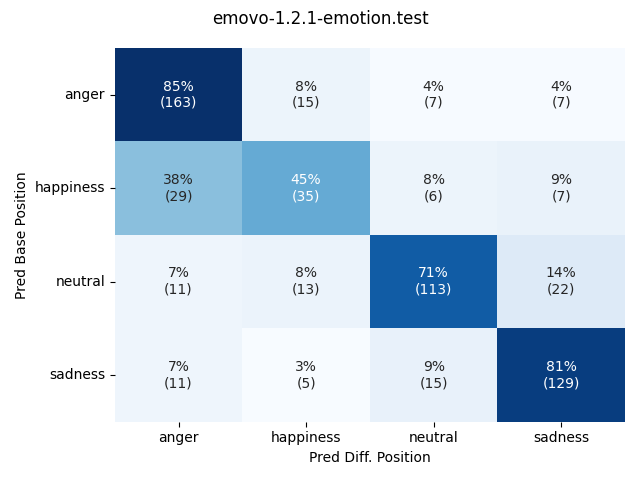 emovo-1.2.1-emotion.test
Pred Base Position
anger
85% 8% 4% 4%
(163) (15) (7) (7)
happiness
38% 45% 8% 9%
(29) (35) (6) (7)
neutral
7% 8% 71% 14%
(11) (13) (113) (22)
sadness
7% 3% 9% 81%
(11) (5) (15) (129)
anger happiness neutral sadness
Pred Diff. Position